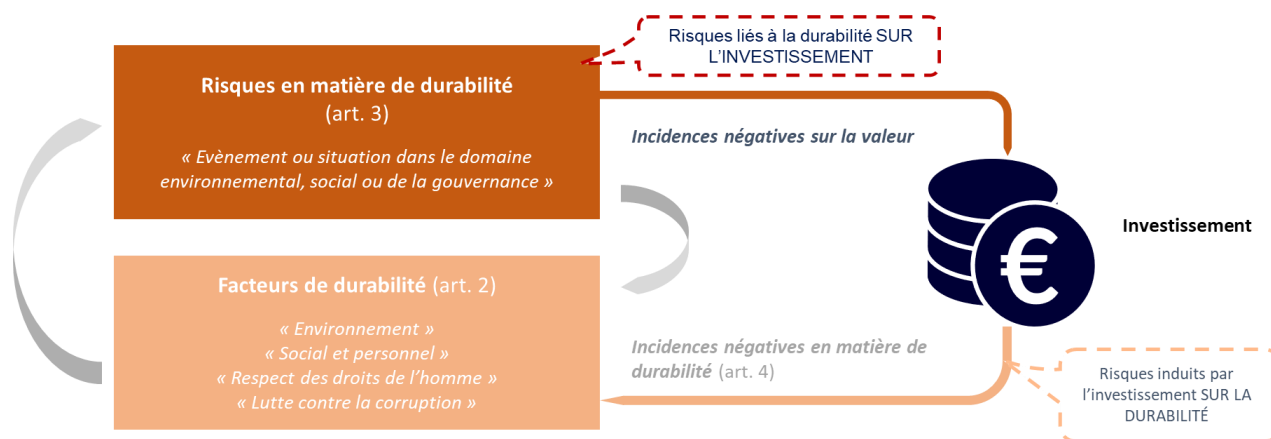 Risques liés à la durabilité SUR
L'INVESTISSEMENT
Risques en matière de durabilité
(art. 3)
« Evènement ou situation dans le domaine
environnemental, social ou de la gouvernance »
Incidences négatives sur la valeur
€
Investissement
Facteurs de durabilité (art. 2)
« Environnement »
« Social et personnel »
« Respect des droits de l'homme »
« Lutte contre la corruption »
Incidences négatives en matière de
durabilité (art. 4)
Risques induits par
l'investissement SUR LA
DURABILITÉ